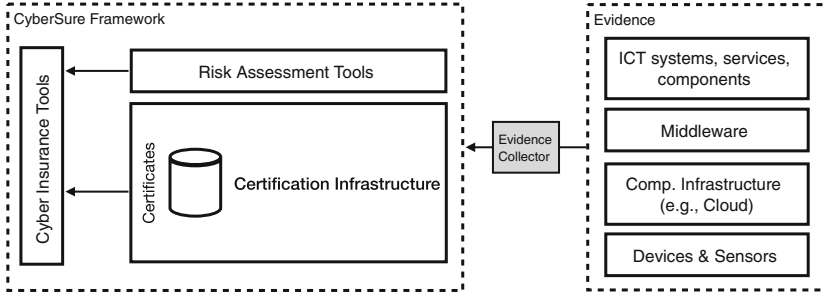 CyberSure Framework
Cyber Insurance Tools
Risk Assessment Tools
Certificates
Certification Infrastructure
Evidence
Collector
Evidence
ICT systems, services,
components
Middleware
Comp. Infrastructure
(e.g., Cloud)
Devices & Sensors